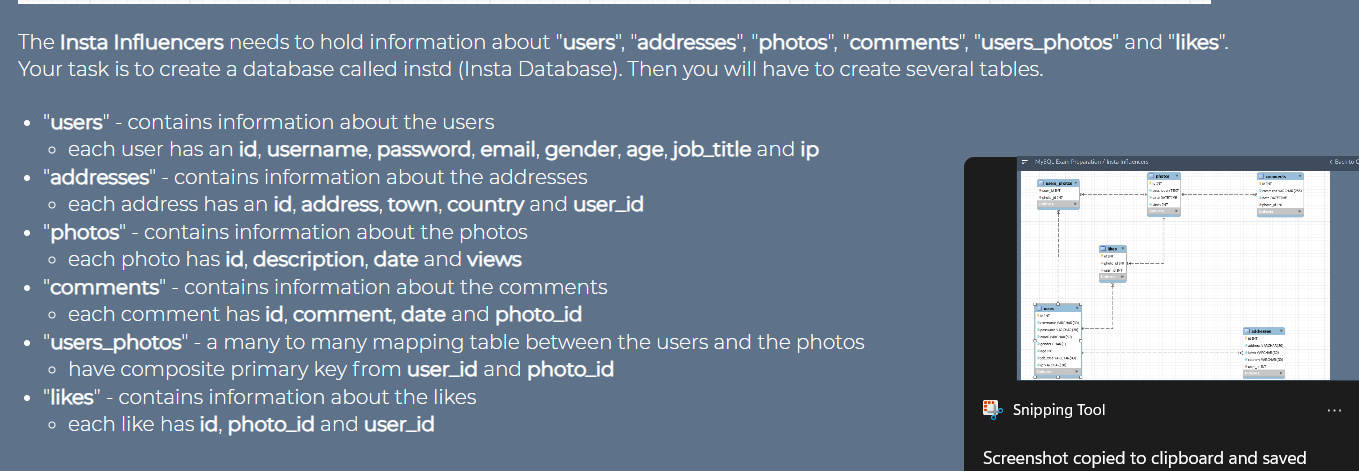 The Insta Influencers needs to hold information about "users", "addresses", "photos", "comments", "users_photos" and "likes".
Your task is to create a database called instd (Insta Database). Then you will have to create several tables.
"users" - contains information about the users
each user has an id, username, password, email, gender, age, job_title and ip
"addresses" - contains information about the addresses
each address has an id, address, town, country and user_id
"photos" - contains information about the photos
each photo has id, description, date and views
"comments" - contains information about the comments
each comment has id, comment, date and photo_id
"users_photos" - a many to many mapping table between the users and the photos
have composite primary key from user_id and photo_id
"likes" - contains information about the likes
each like has id, photo_id and user_id
MySQL Exam Preparation / Insta Influencers
< Back to
users_photos
photos
comments
likes
users
addresses
Snipping Tool
Screenshot copied to clipboard and saved